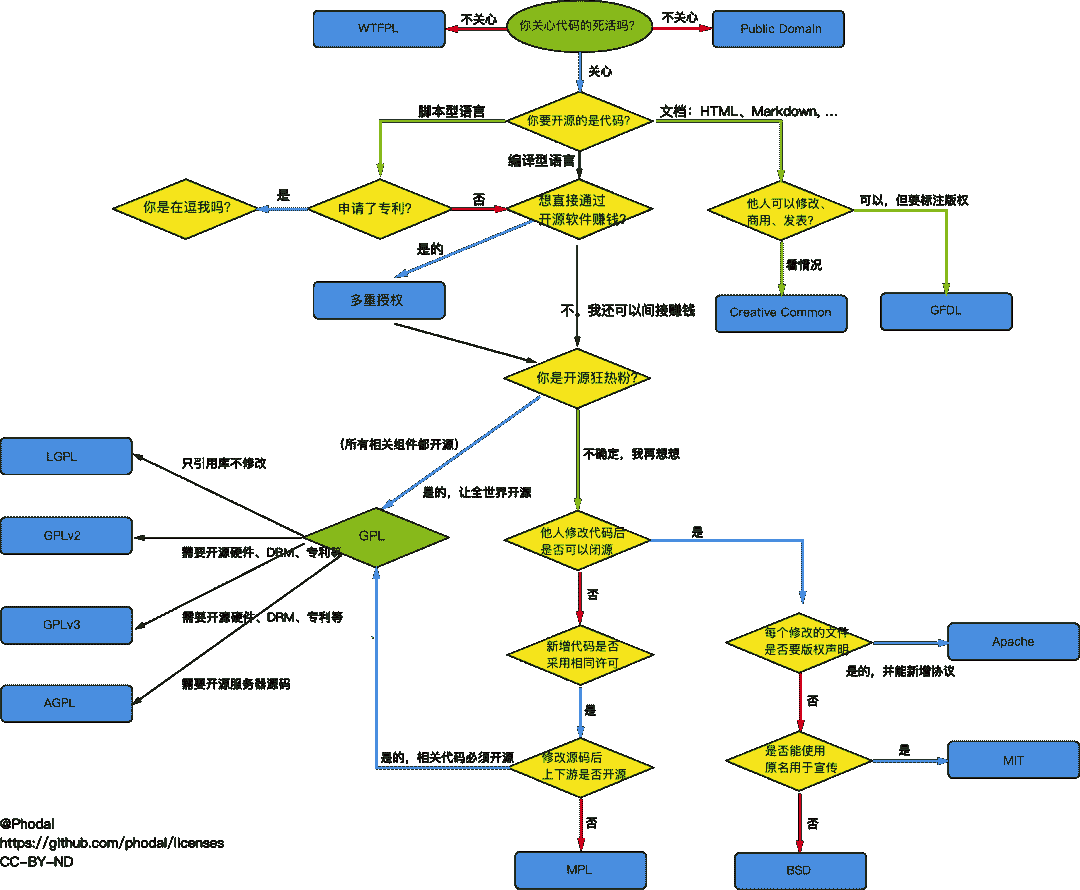 不关心
你关心代码的死活吗?
不关心
WTFPL
Public Domain
关心
脚本型语言
你要开源的是代码?
文档：HTML、Markdown, ...
编译型语言
你是在逗我吗?
是
申请了专利?
否
想直接通过
开源软件赚钱?
他人可以修改、
商用、发表?
可以，但要标注版权
是的
看情况
多重授权
不。我还可以间接赚钱
Creative Common
GFDL
你是开源狂热粉?
(所有相关组件都开源)
不确定，我再想想
LGPL
只引用库不修改
是的，让全世界开源
GPLv2
GPL
需要开源硬件、DRM、专利等
他人修改代码后
是否可以闭源
是
否
GPLv3
需要开源硬件、DRM、专利等
每个修改的文件
是否要版权声明
Apache
是的，并能新增协议
新增代码是否
采用相同许可
AGPL
需要开源服务器源码
是
否
是的，相关代码必须开源
修改源码后
上下游是否开源
是否能使用
原名用于宣传
是
MIT
否
否
MPL
BSD
@Phodal
https://github.com/phodal/licenses
CC-BY-ND